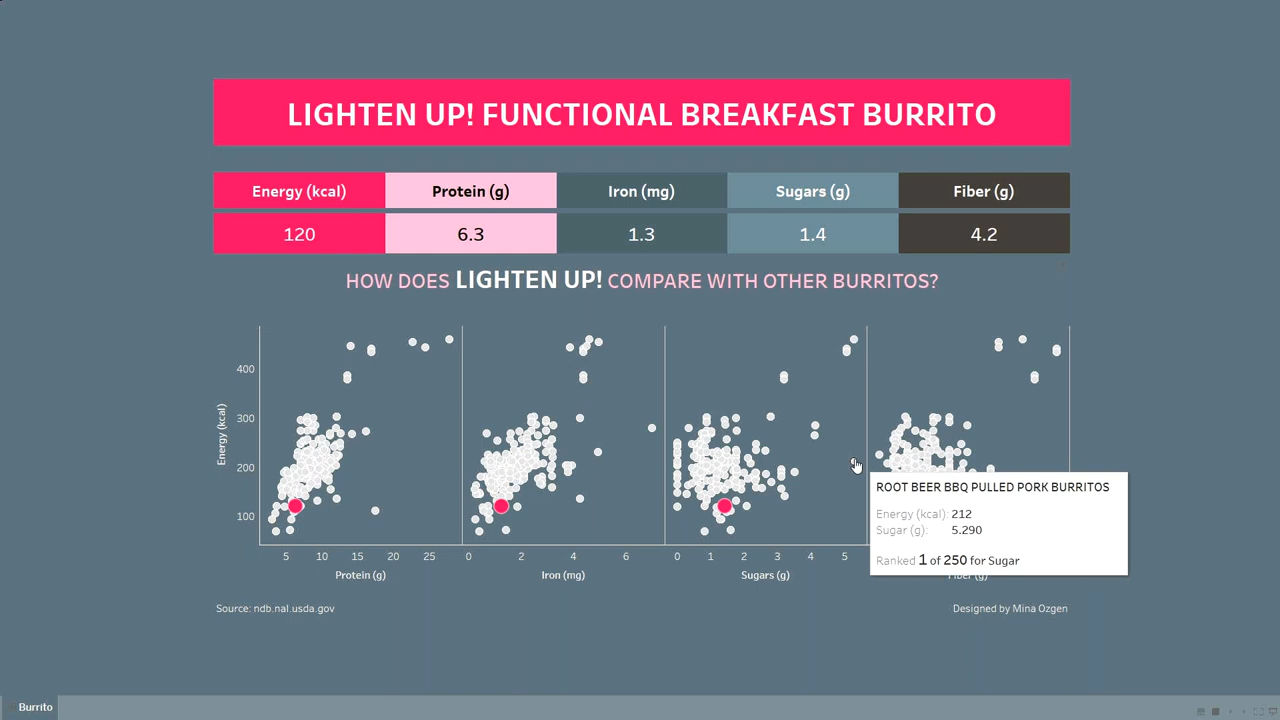 LIGHTEN UP! FUNCTIONAL BREAKFAST BURRITO
Energy (kcal) Protein (g) Iron (mg) Sugars (g) Fiber (g)
120 6.3 1.3 1.4 4.2
HOW DOES LIGHTEN UP! COMPARE WITH OTHER BURRITOS?
400
300
200
100
Energy (kcal)
5 10 15 20 25 0 2 4 6 0 1 2 3 4 5
Protein (g) Iron (mg) Sugars (g)
ROOT BEER BBQ PULLED PORK BURRITOS
Energy (kcal): 212
Sugar (g): 5.290
Ranked 1 of 250 for Sugar
Fiber (g)
Source: ndb.nal.usda.gov Designed by Mina Ozgen
Burrito